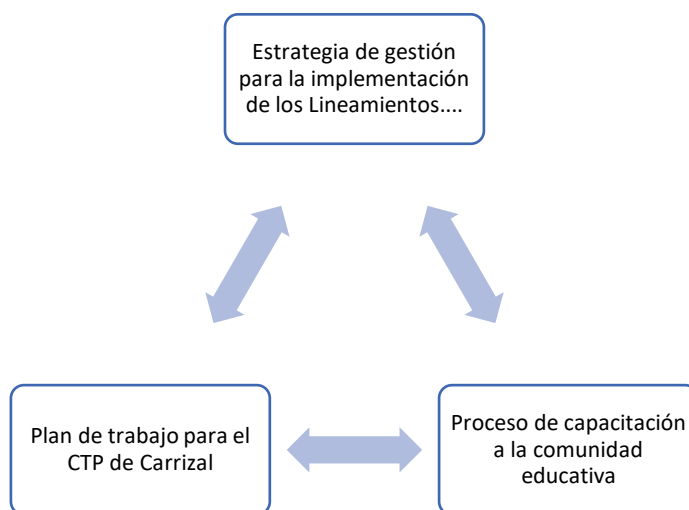 Estrategia de gestión
para la implementación
de los Lineamientos....
Plan de trabajo para el
CTP de Carrizal
Proceso de capacitación
a la comunidad
educativa